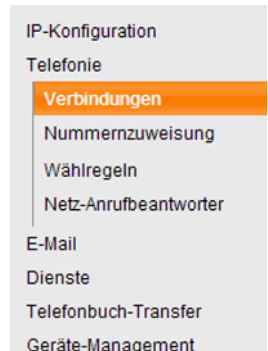 IP-Konfiguration
Telefonie
Verbindungen
Nummernzuweisung
Wählregeln
Netz-Anrufbeantworter
E-Mail
Dienste
Telefonbuch-Transfer
Geräte-Management